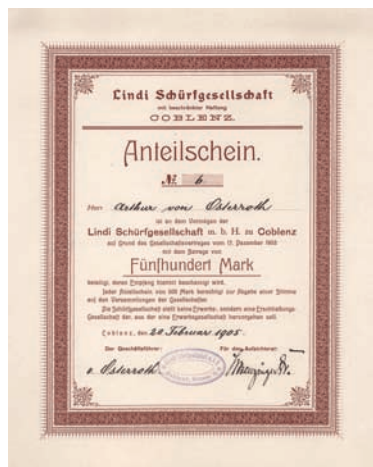 Lindi Schürfgesellschaft
mit beschränkter Haftung
COBLENZ.
Anteilschein.
№ 6.
Herr Arthur von Osterroth
ist an dem Vermögen der
Lindi Schürfgesellschaft m. b. H. zu Coblenz
auf Grund des Gesellschaftsvertrages vom 17. Dezember 1903
mit dem Betrage von
Fünfhundert Mark
beteiligt, deren Empfang hiermit bescheinigt wird.
Jeder Anteilschein von 500 Mark berechtigt zur Abgabe einer Stimme
auf den Versammlungen der Gesellschafter.
Die Schürfgesellschaft stellt keine Erwerbs-, sondern eine Erschließungs-
Gesellschaft dar, aus der eine Erwerbsgesellschaft hervorgehen soll.
Coblenz, den 20 Februar 1905.
Der Geschäftsführer: Für den Aufsichtsrat:
v. Osterroth